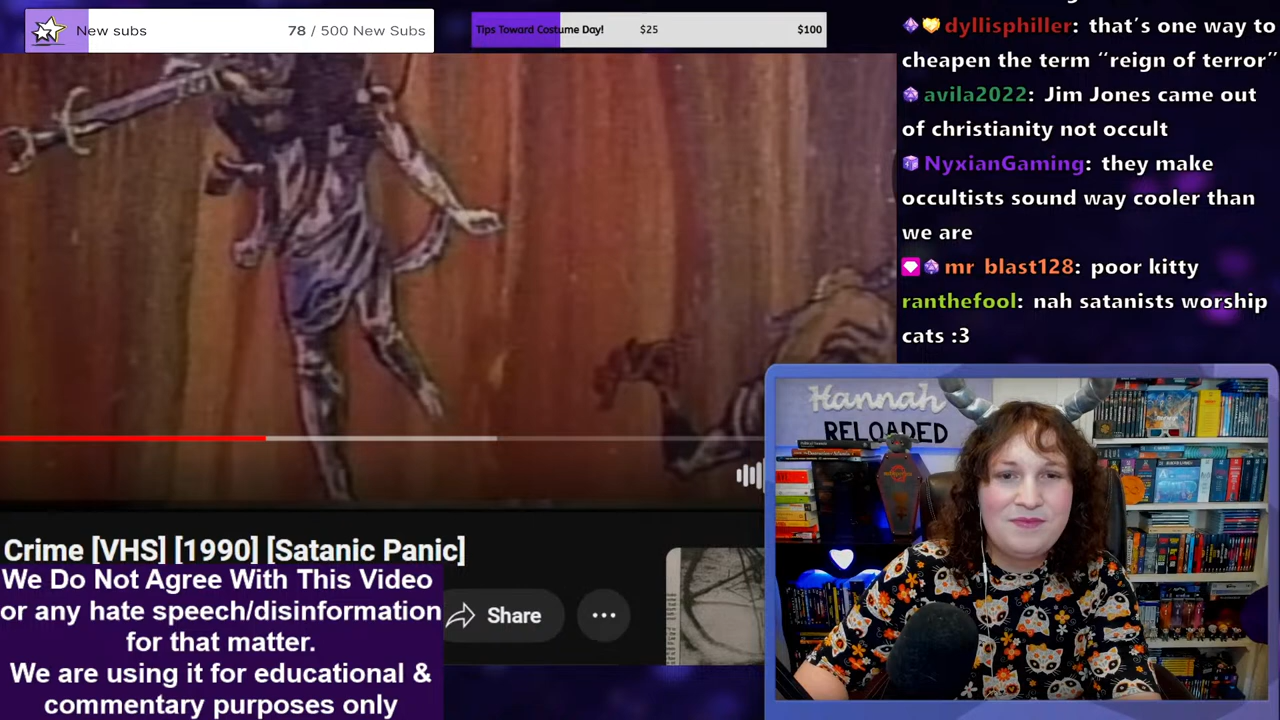 New subs
78 / 500 New Subs
Tips Toward Costume Day!
$25
$100
dyllisphiller: that's one way to
cheapen the term "reign of terror"
avila2022: Jim Jones came out
of christianity not occult
NyxianGaming: they make
occultists sound way cooler than
we are
mr_blast128: poor kitty
ranthefool: nah satanists worship
cats :3
Hannah
RELOADED
Crime [VHS] [1990] [Satanic Panic]
We Do Not Agree With This Video
or any hate speech/disinformation
for that matter.
We are using it for educational &
commentary purposes only
Share